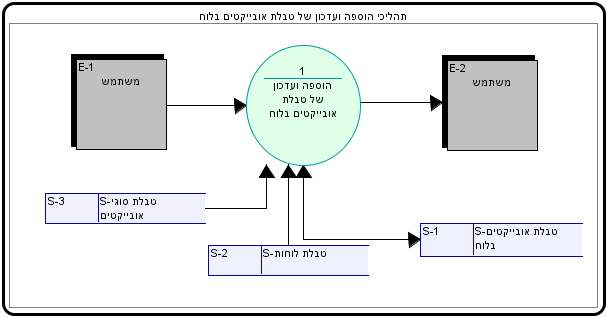 תהליכי הוספה ועדכון של טבלת אובייקטים בלוח
E-1
משתמש
1
הוספה ועדכון
של טבלת
אובייקטים בלוח
E-2
משתמש
S-3
S-טבלת סוגי
אובייקטים
S-2
S-טבלת לוחות
S-1
S-טבלת אובייקטים
בלוח